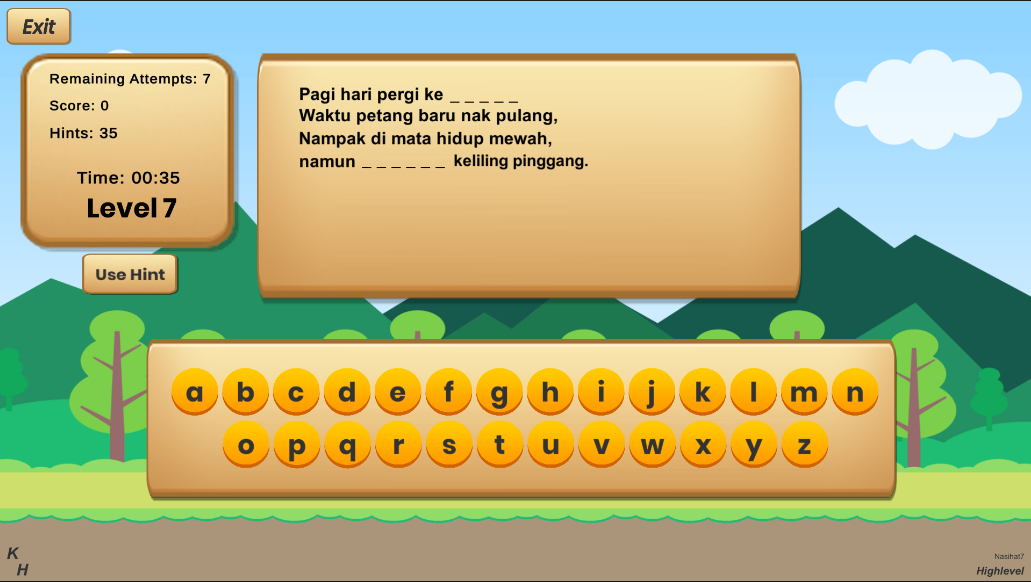 Exit
Remaining Attempts: 7
Score: 0
Hints: 35
Time: 00:35
Level 7
Use Hint
Pagi hari pergi ke _ _ _ _ _
Waktu petang baru nak pulang,
Nampak di mata hidup mewah,
namun _ _ _ _ _ _ keliling pinggang.
a b c d e f g h i j k l m n
o p q r s t u v w x y z
K
H
Nasihat7
Highlevel